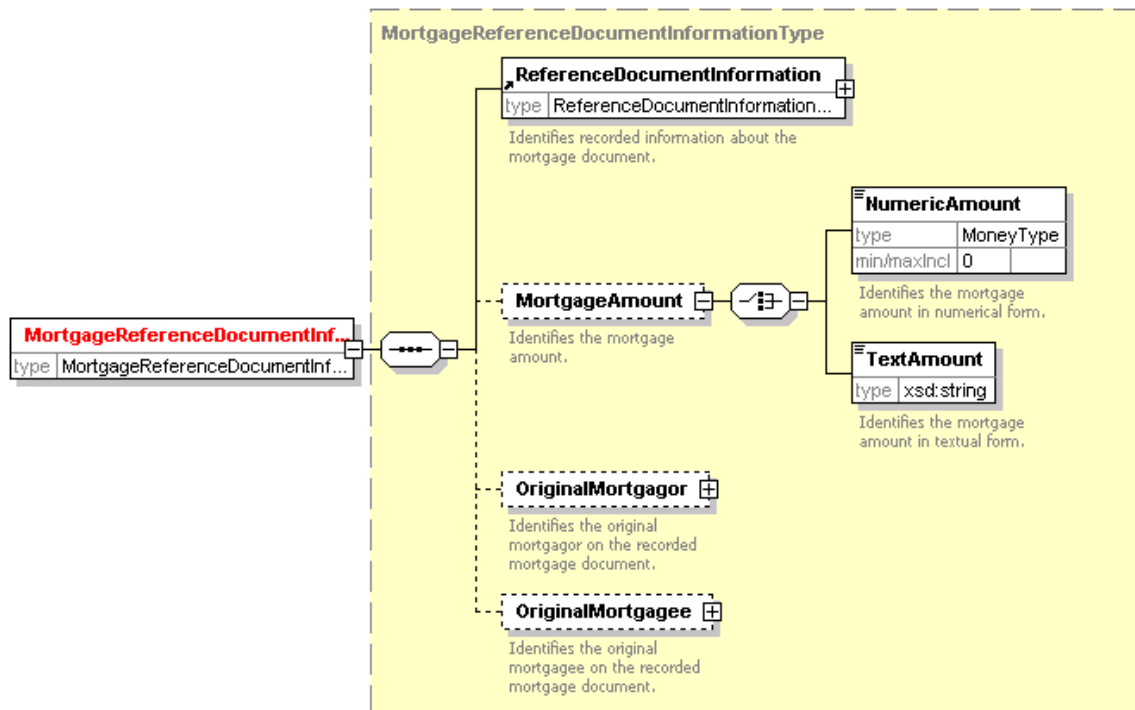 MortgageReferenceDocumentInformationType
ReferenceDocumentInformation
type ReferenceDocumentInformation...
Identifies recorded information about the
mortgage document.
NumericAmount
type MoneyType
min/maxIncl 0
Identifies the mortgage
amount in numerical form.
MortgageAmount
Identifies the mortgage
amount.
MortgageReferenceDocumentInf...
type MortgageReferenceDocumentInf...
TextAmount
type xsd:string
Identifies the mortgage
amount in textual form.
OriginalMortgagor
Identifies the original
mortgagor on the recorded
mortgage document.
OriginalMortgagee
Identifies the original
mortgagee on the recorded
mortgage document.